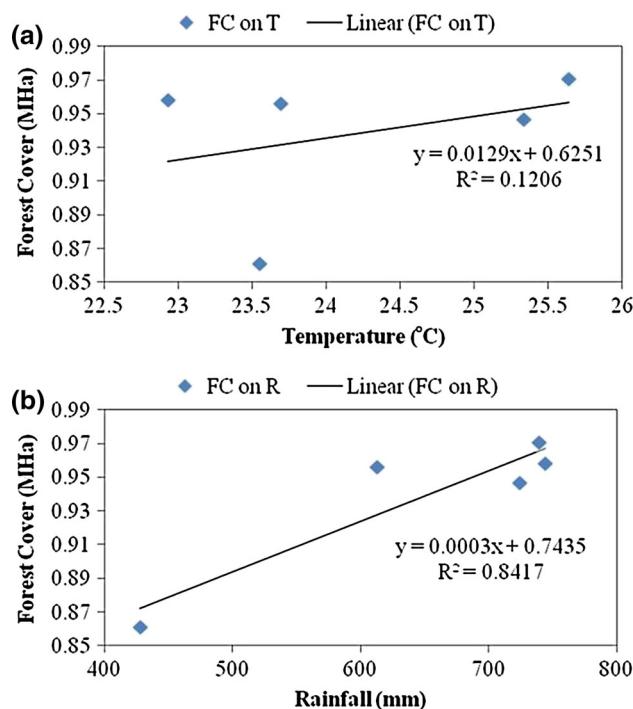 (a)
FC on T Linear (FC on T)
0.99
0.97
0.95
0.93
0.91
0.89
0.87
0.85
Forest Cover (MHa)
y = 0.0129x + 0.6251
R² = 0.1206
22.5 23 23.5 24 24.5 25 25.5 26
Temperature (°C)
(b)
FC on R Linear (FC on R)
0.99
0.97
0.95
0.93
0.91
0.89
0.87
0.85
Forest Cover (MHa)
y = 0.0003x + 0.7435
R² = 0.8417
400 500 600 700 800
Rainfall (mm)